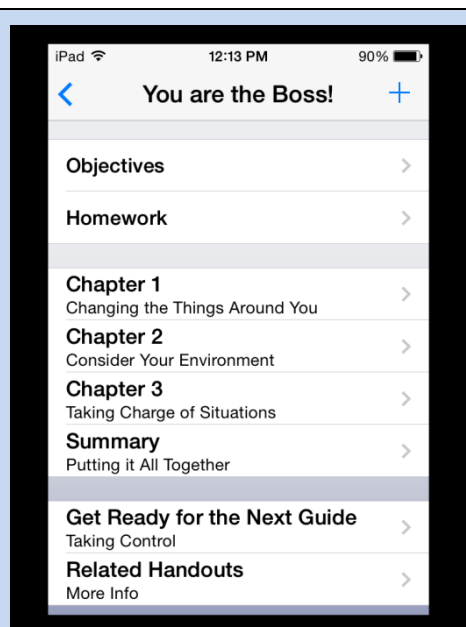 iPad 12:13 PM 90%
You are the Boss!
Objectives
Homework
Chapter 1
Changing the Things Around You
Chapter 2
Consider Your Environment
Chapter 3
Taking Charge of Situations
Summary
Putting it All Together
Get Ready for the Next Guide
Taking Control
Related Handouts
More Info